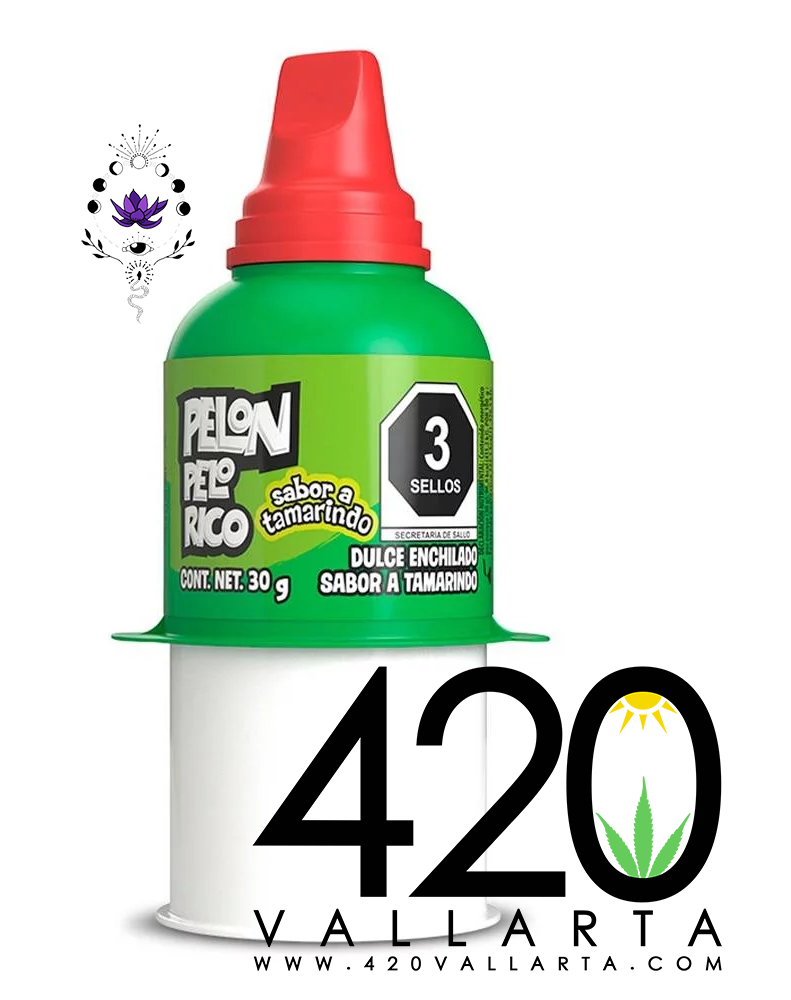 PELON
PELO
RICO
sabor a
tamarindo
CONT. NET. 30 g
3
SELLOS
SECRETARÍA DE SALUD
DULCE ENCHILADO
SABOR A TAMARINDO
420
VALLARTA
WWW.420VALLARTA.COM